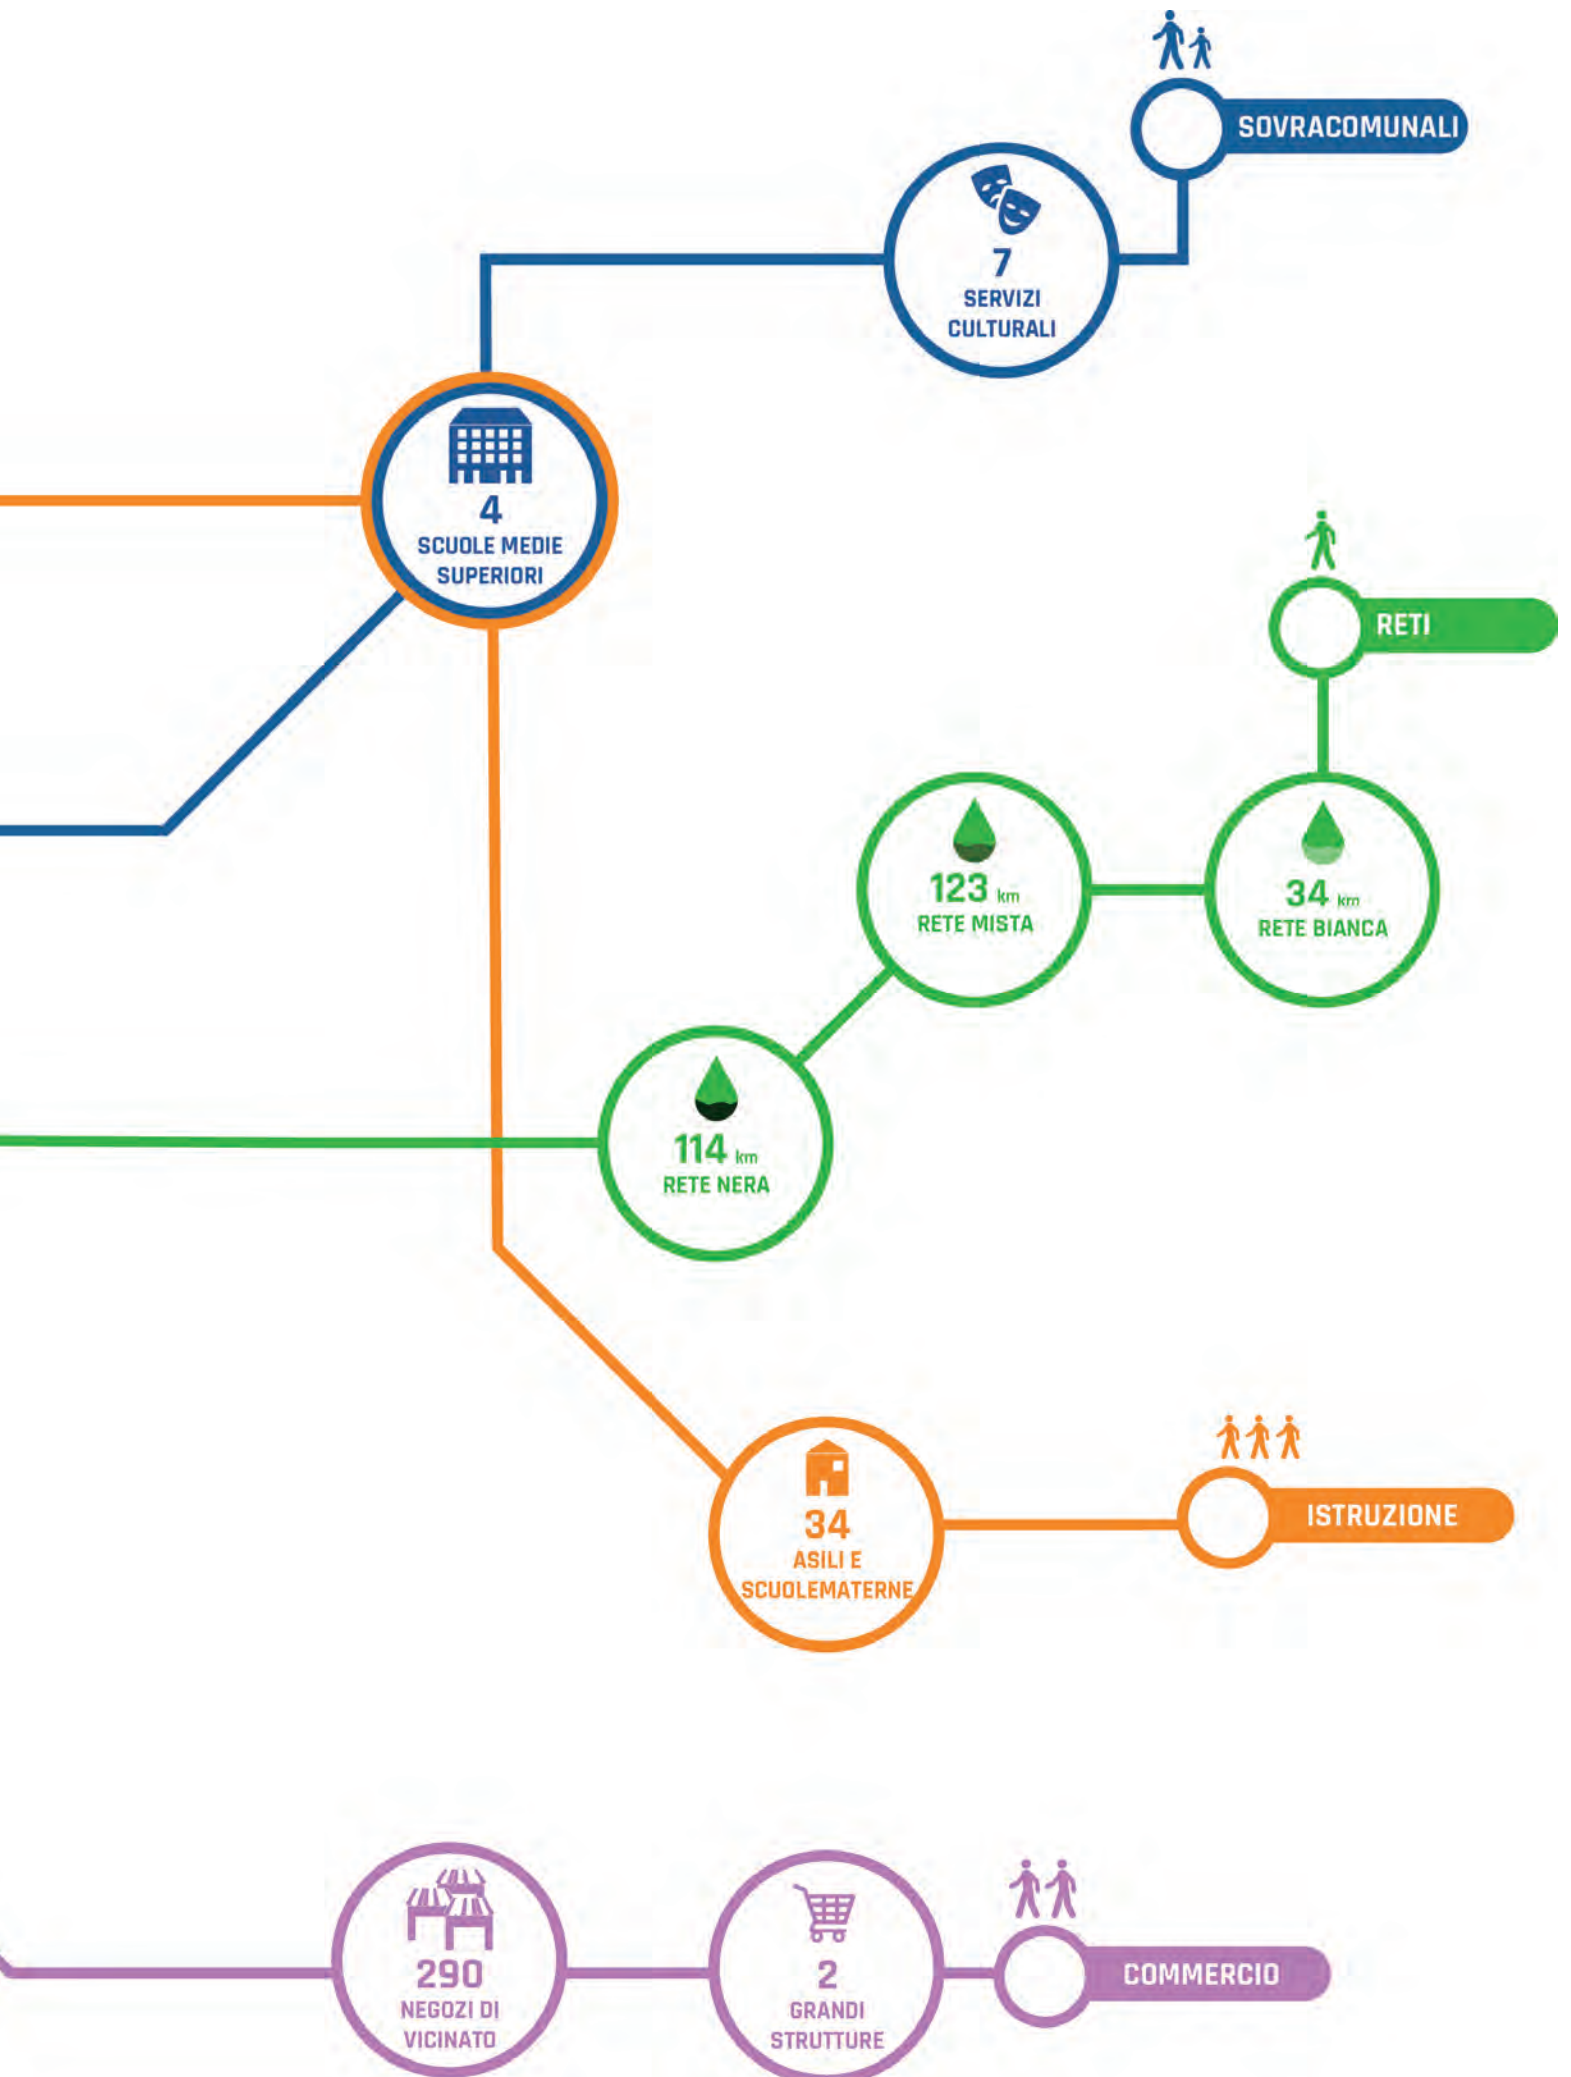 SOVRACOMUNALI
7
SERVIZI
CULTURALI
4
SCUOLE MEDIE
SUPERIORI
RETI
123 km
RETE MISTA
34 km
RETE BIANCA
114 km
RETE NERA
34
ASILI E
SCUOLEMATERNE
ISTRUZIONE
290
NEGOZI DI
VICINATO
2
GRANDI
STRUTTURE
COMMERCIO